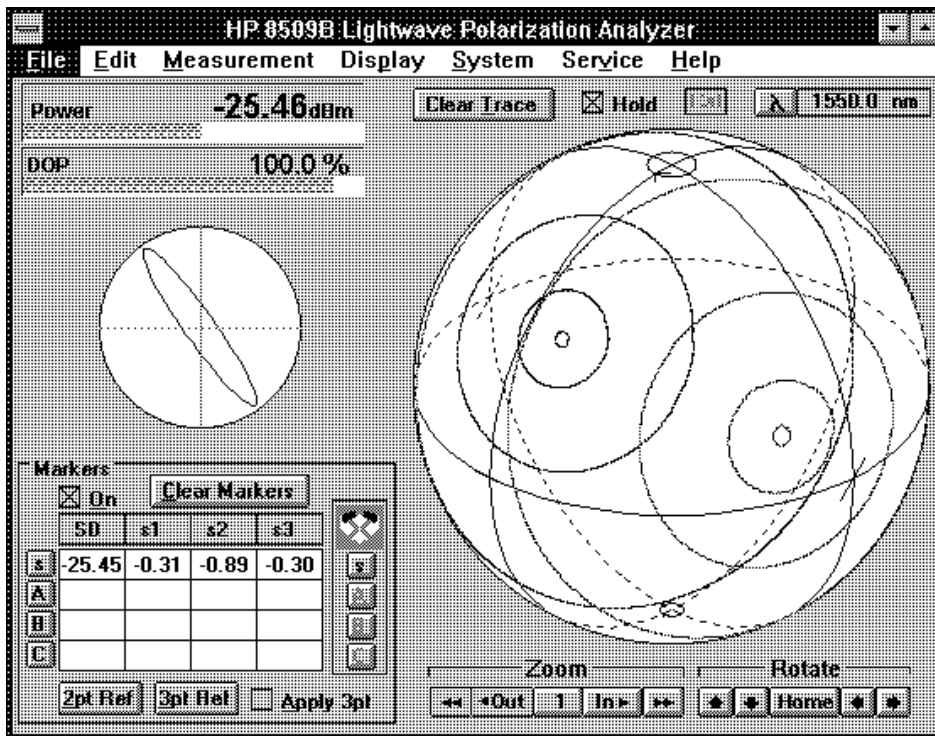 HP 8509B Lightwave Polarization Analyzer
File Edit Measurement Display System Service Help
Power -25.46dBm
DOP 100.0 %
Clear Trace Hold Cal λ 1550.0 nm
Markers
On Clear Markers
S0 s1 s2 s3
s -25.45 -0.31 -0.89 -0.30 s
A A
B B
C C
2pt Ref 3pt Ref Apply 3pt
Zoom
◄◄ ◄Out 1 In► ►►
Rotate
Home